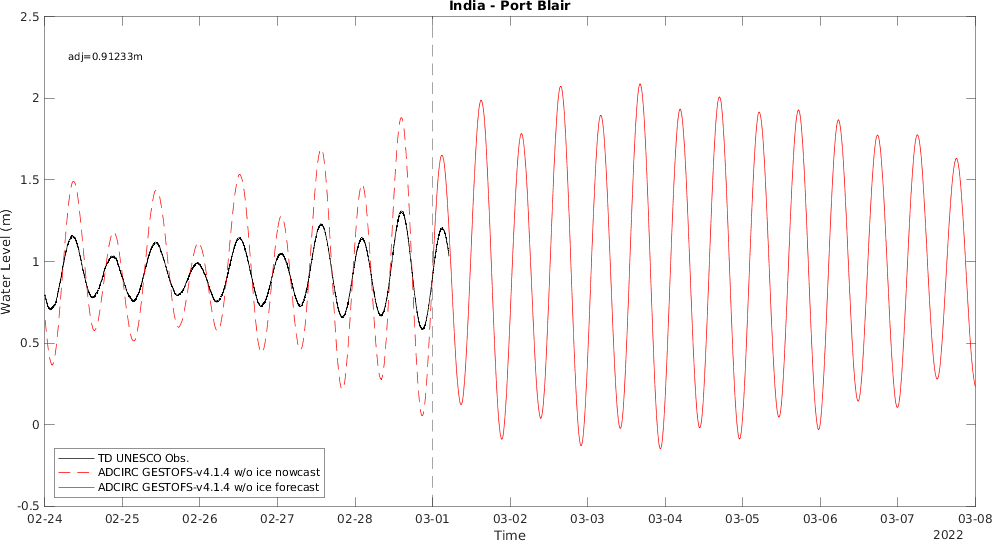 India - Port Blair
adj=0.91233m
2.5
2
1.5
1
0.5
0
-0.5
Water Level (m)
TD UNESCO Obs.
ADCIRC GESTOFS-v4.1.4 w/o ice nowcast
ADCIRC GESTOFS-v4.1.4 w/o ice forecast
02-24 02-25 02-26 02-27 02-28 03-01 03-02 03-03 03-04 03-05 03-06 03-07 03-08
Time
2022